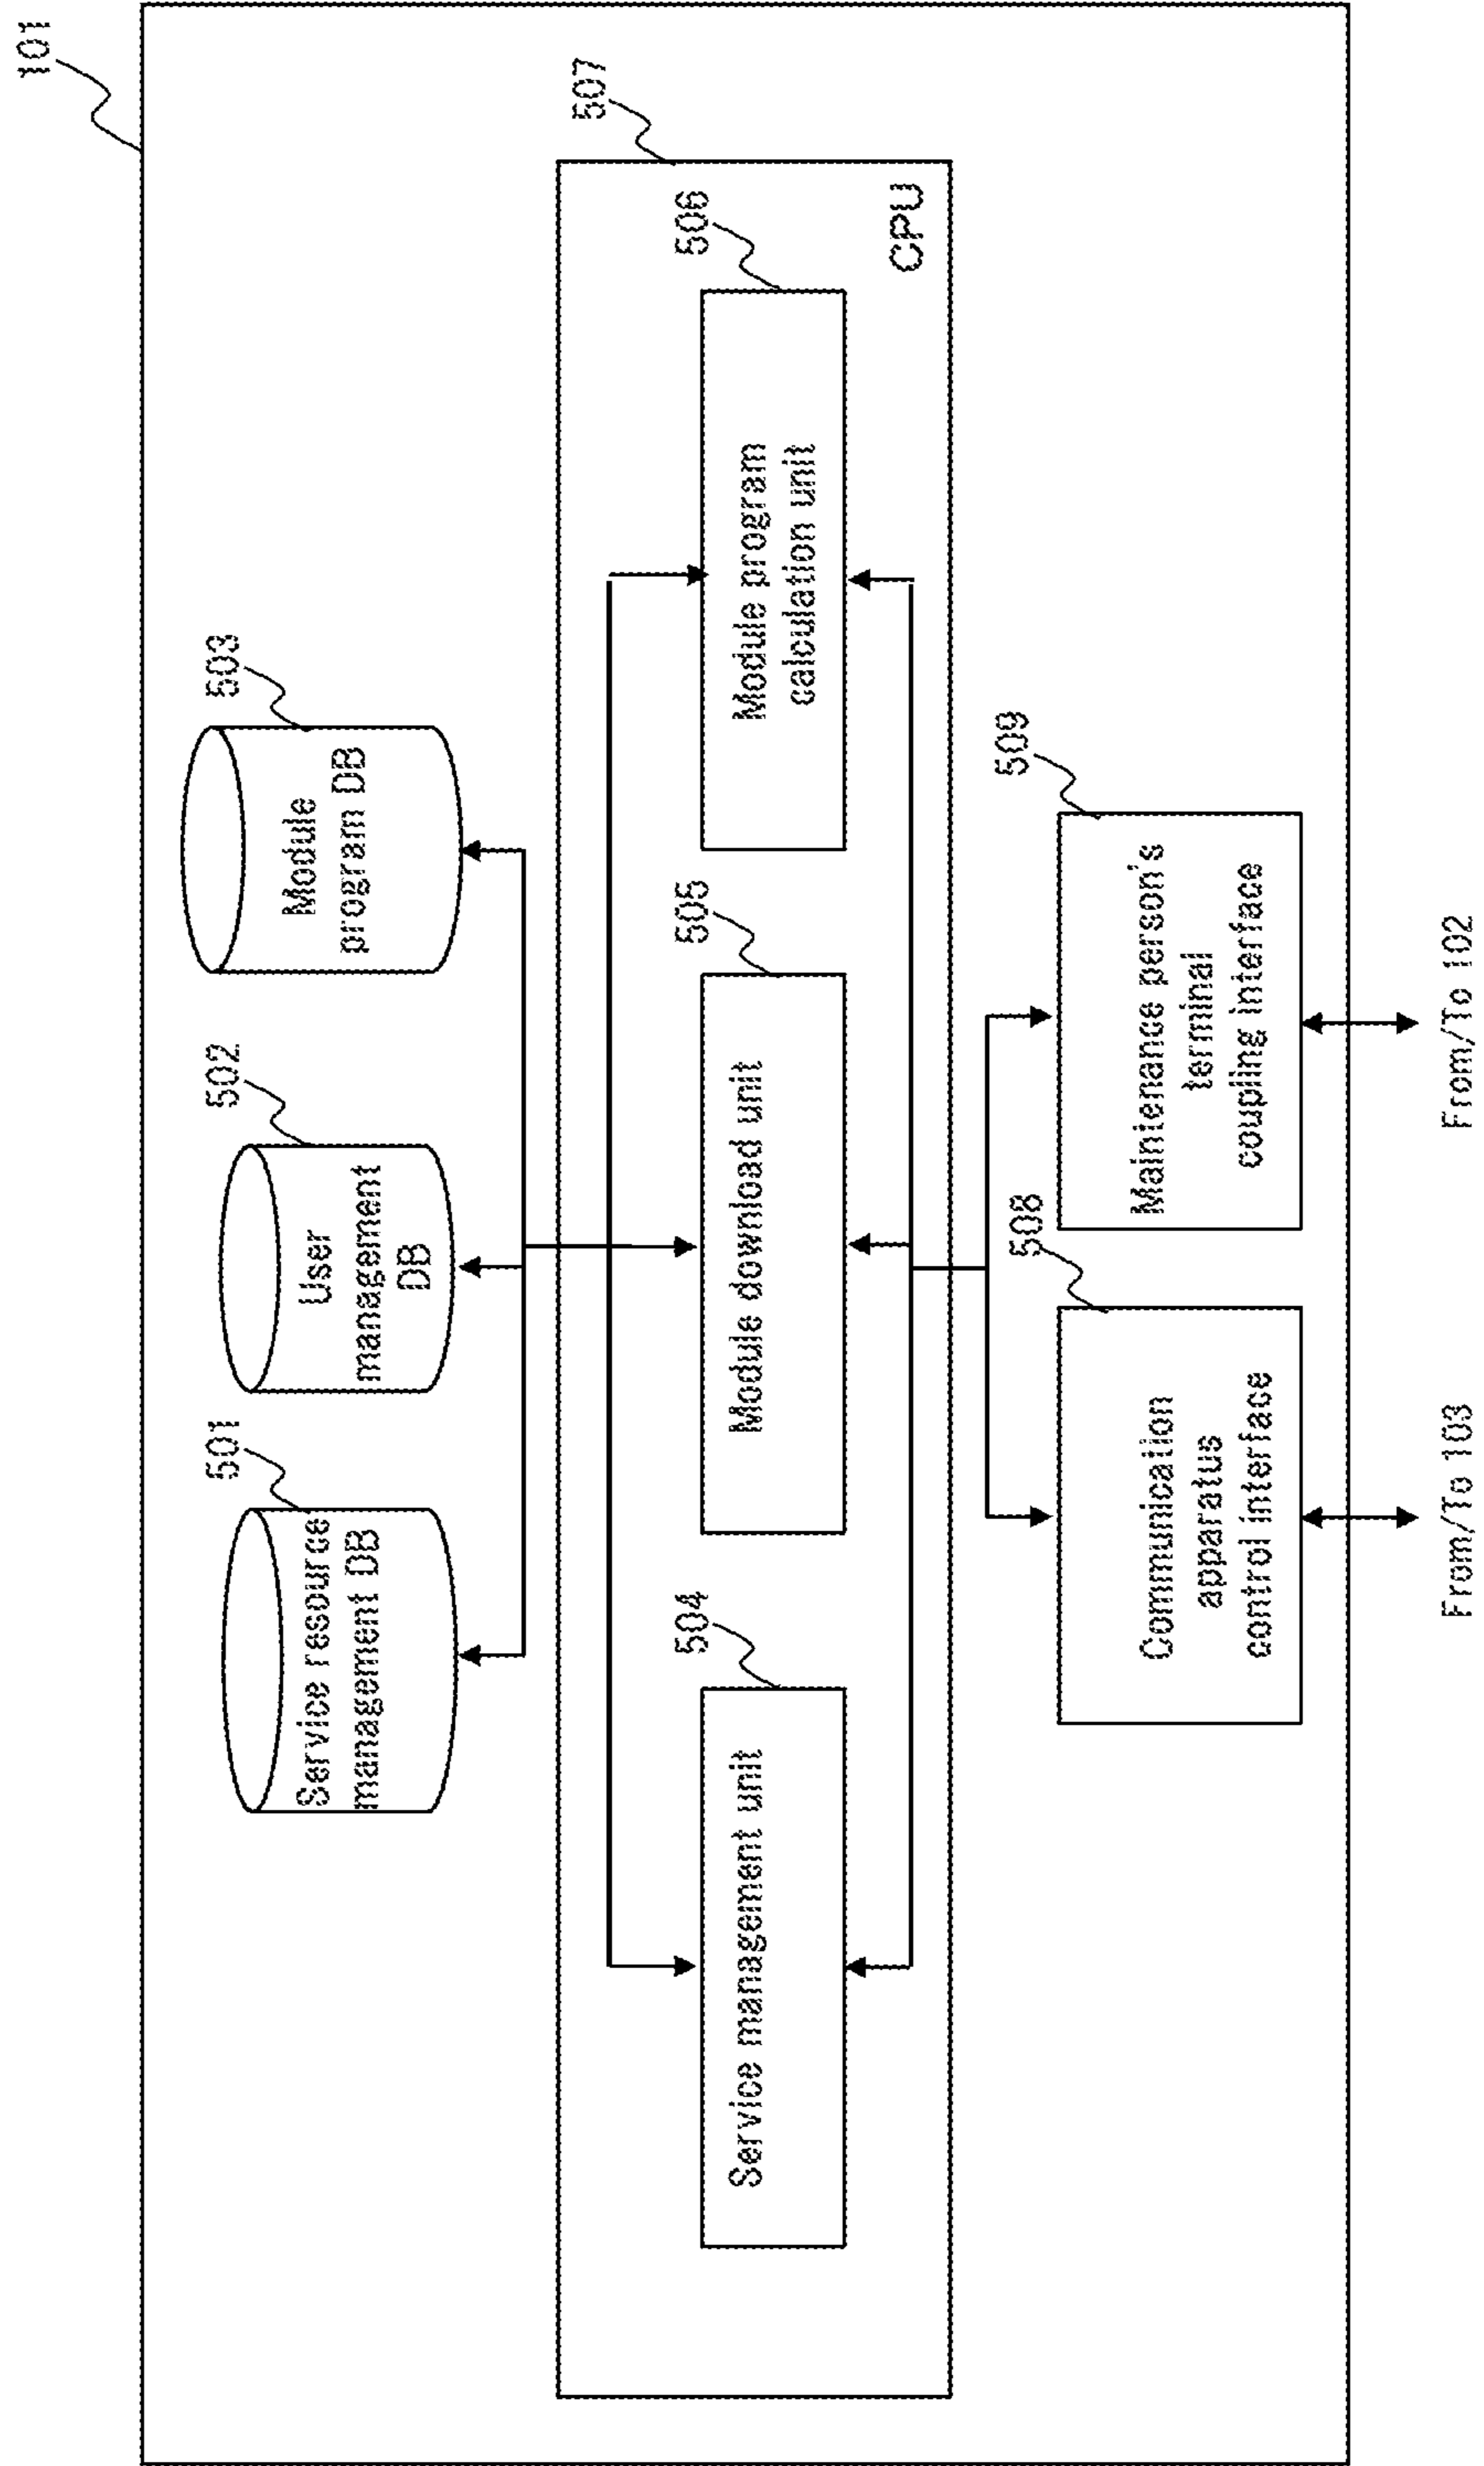 101
501
Service resource
management DB
502
User
management
DB
503
Module
program DB
507
504
Service management unit
505
Module download unit
506
Module program
calculation unit
CPU
508
Communication
apparatus
control interface
509
Maintenance person's
terminal
coupling interface
From/To 103
From/To 102